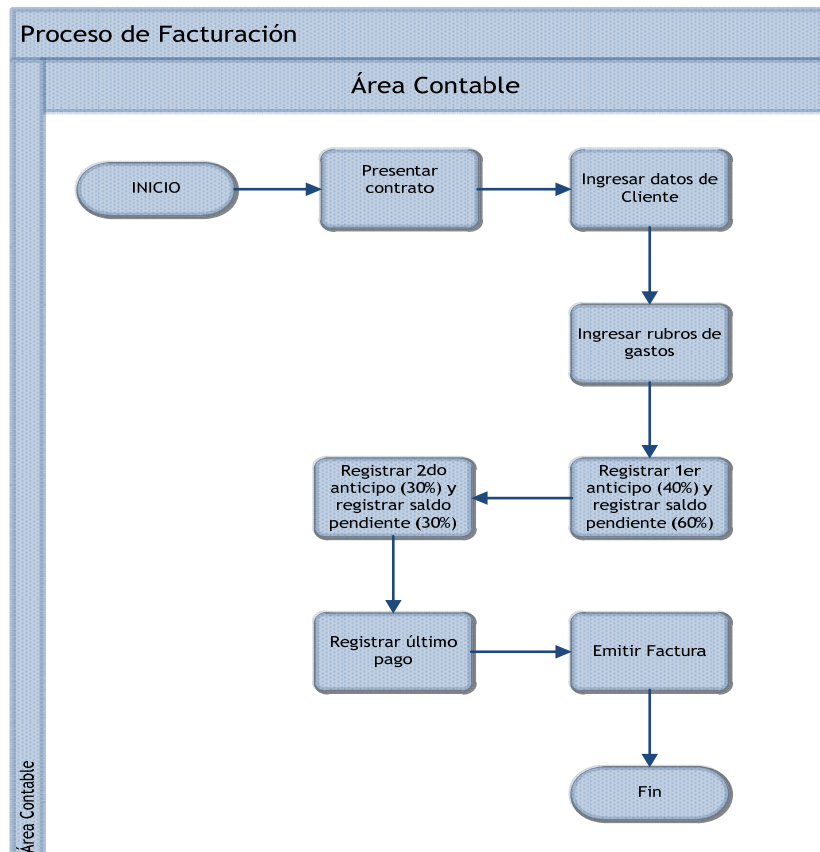 Proceso de Facturación
Área Contable
INICIO
Presentar
contrato
Ingresar datos de
Cliente
Ingresar rubros de
gastos
Registrar 1er
anticipo (40%) y
registrar saldo
pendiente (60%)
Registrar 2do
anticipo (30%) y
registrar saldo
pendiente (30%)
Registrar último
pago
Emitir Factura
Fin
Área Contable